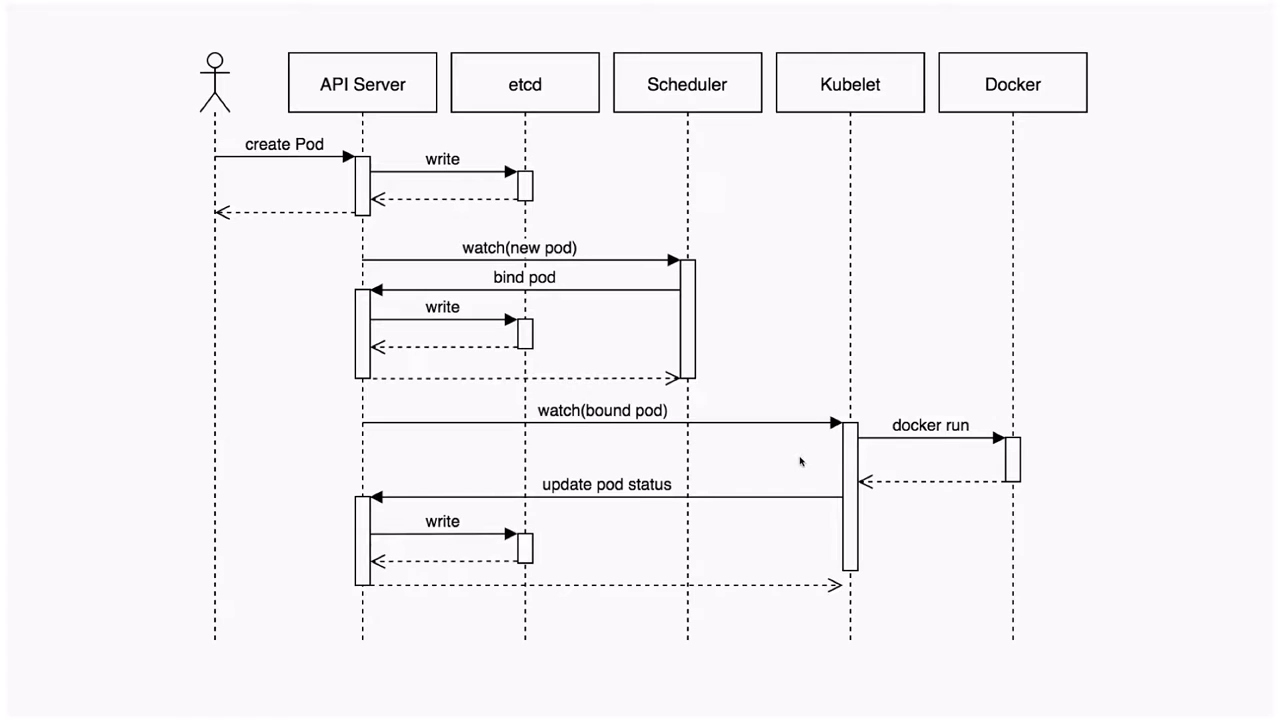 API Server
etcd
Scheduler
Kubelet
Docker
create Pod
write
watch(new pod)
bind pod
write
watch(bound pod)
docker run
update pod status
write